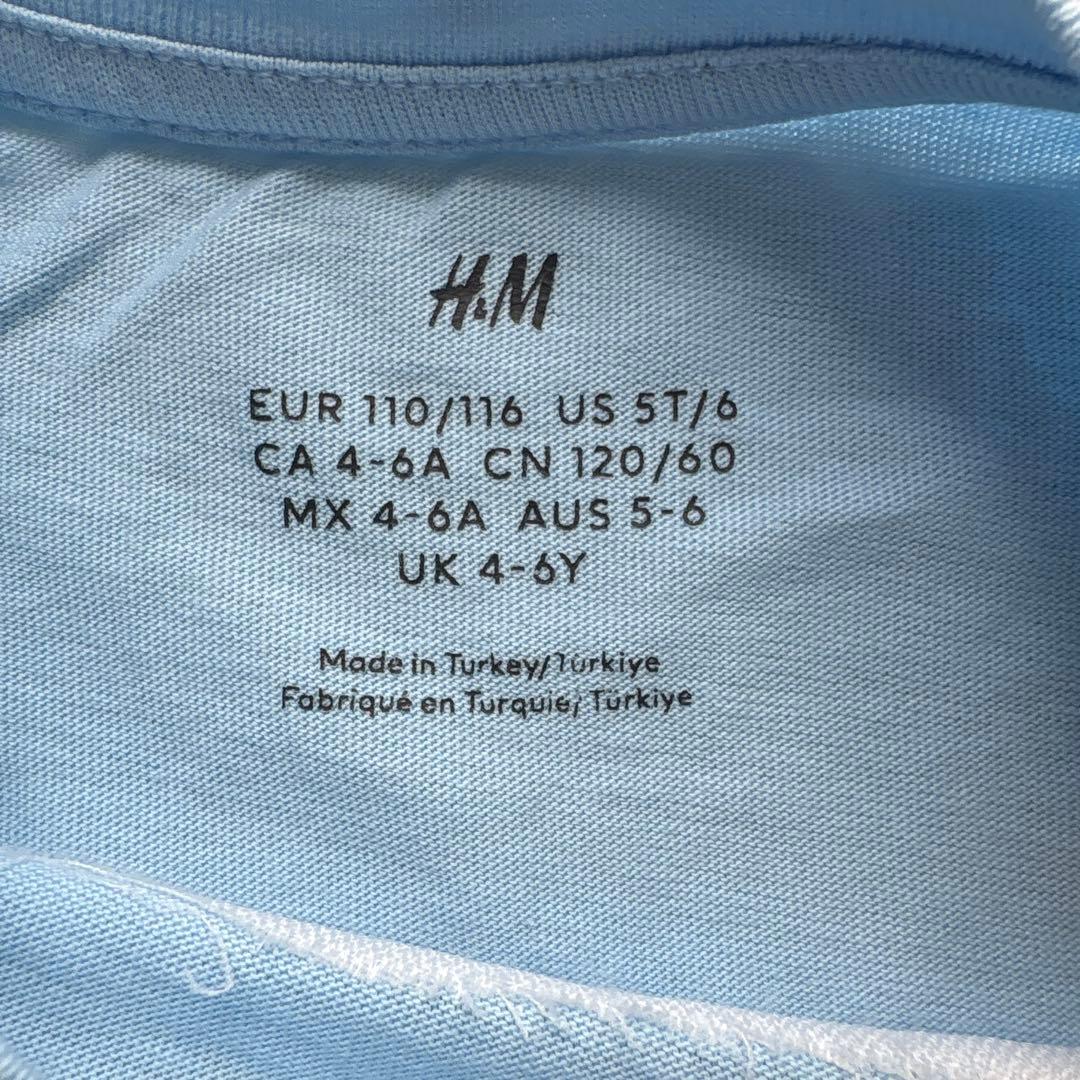 H&M
EUR 110/116 US 5T/6
CA 4-6A CN 120/60
MX 4-6A AUS 5-6
UK 4-6Y
Made in Turkey/Türkiye
Fabriqué en Turquie/Türkiye